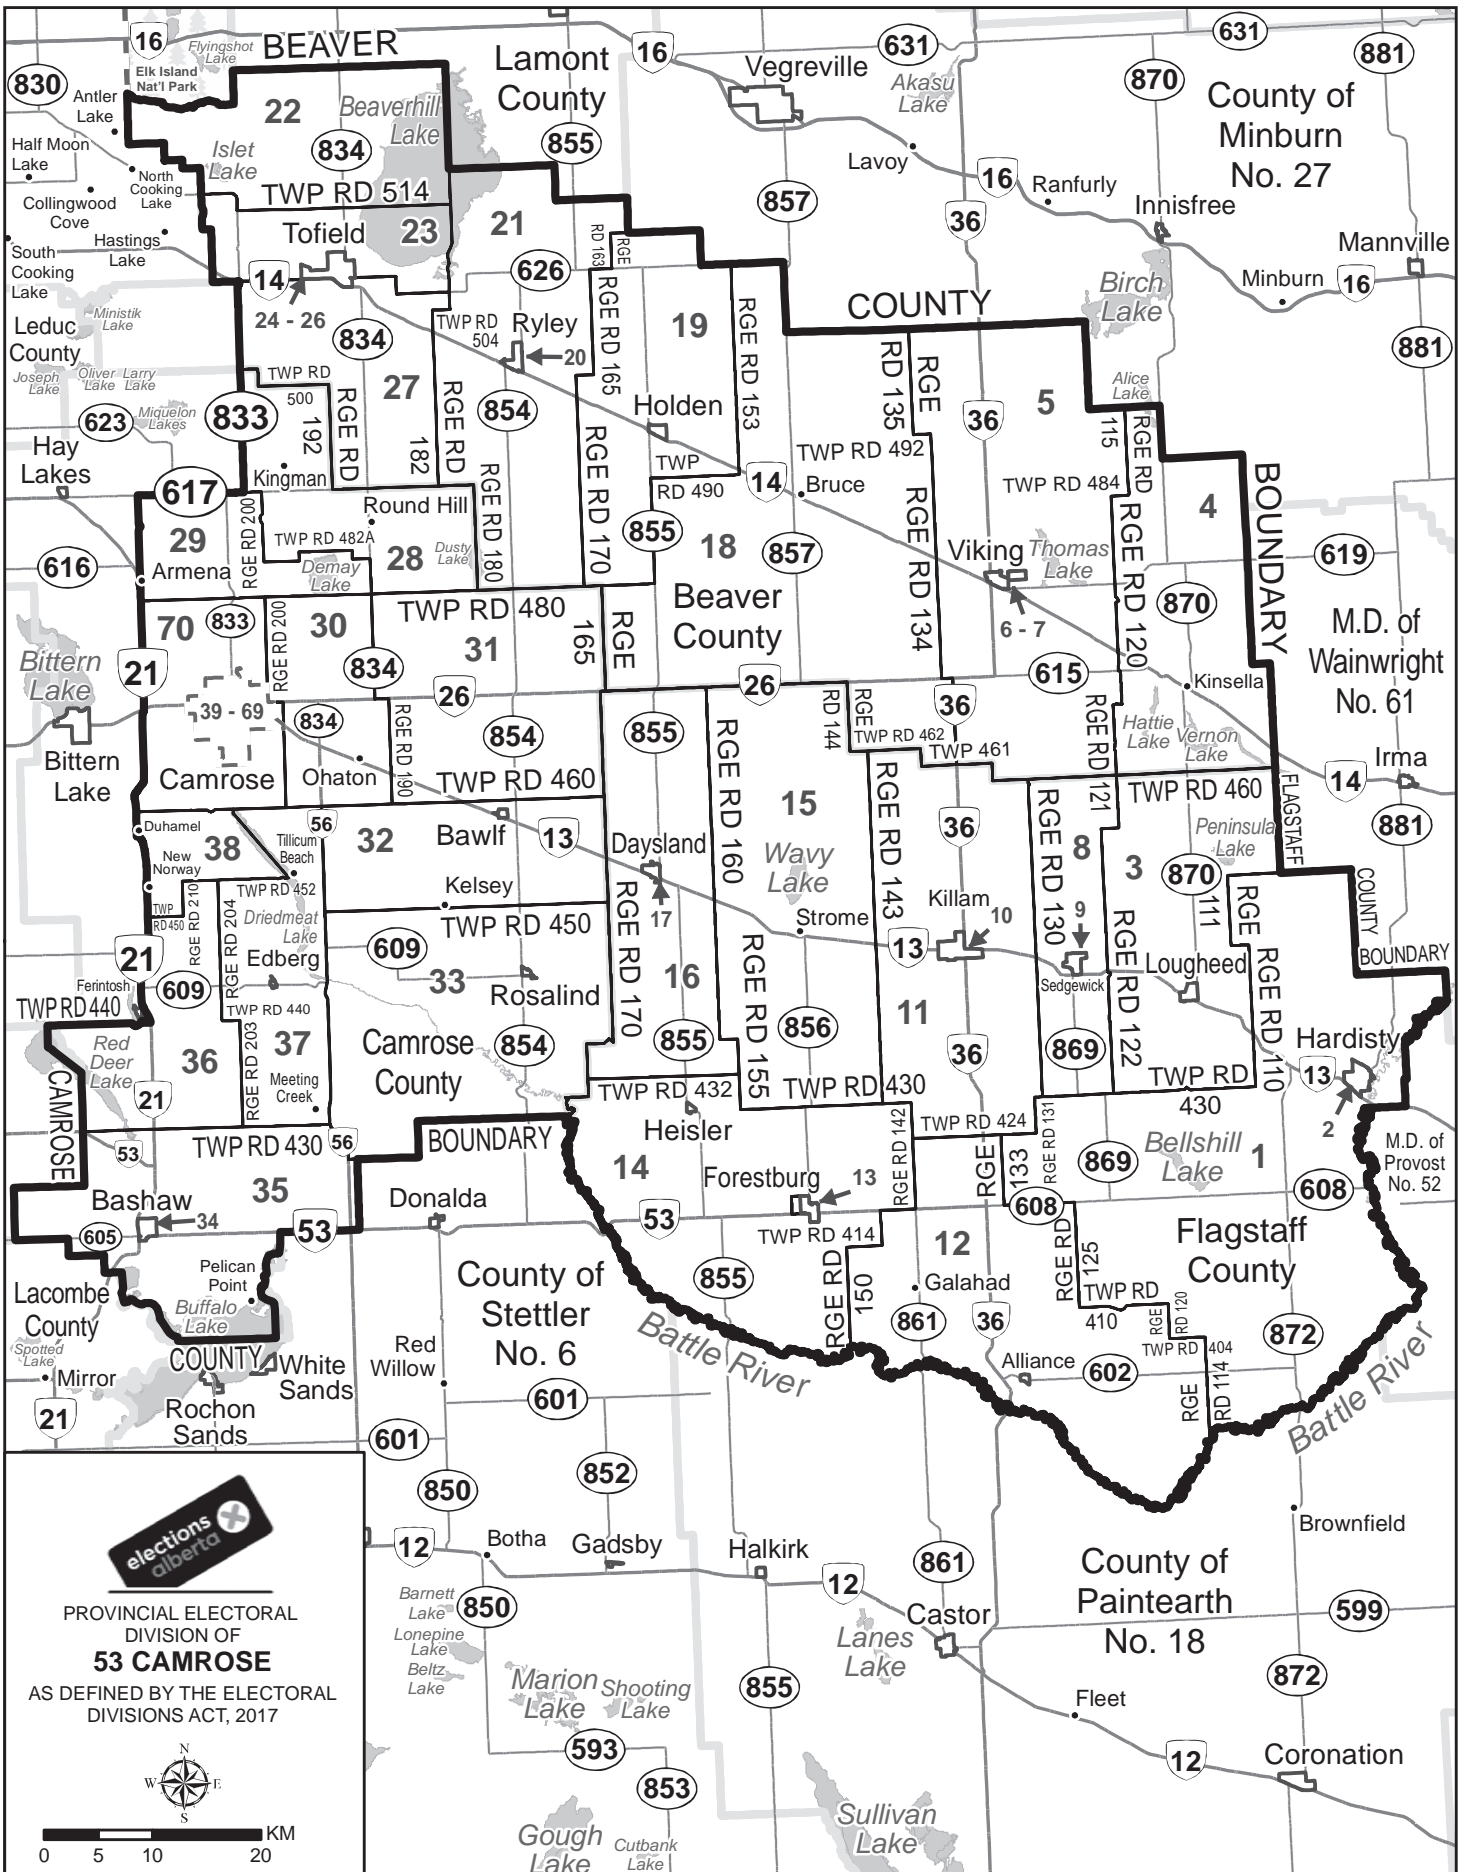 16
Flyingshot
Lake
BEAVER
Lamont
County
16
631
631
881
830
Elk Island
Nat'l Park
Vegreville
Akasu
Lake
870
County of
Minburn
No. 27
Antler
Lake
22
Beaverhill
Lake
834
855
Half Moon
Lake
Islet
Lake
Lavoy
16
Ranfurly
North
Cooking
Lake
TWP RD 514
857
Innisfree
Collingwood
Cove
Tofield
23
21
36
Mannville
Hastings
Lake
South
Cooking
Lake
RD 163
RGE
626
14
Birch
Lake
Minburn
16
24 - 26
Ministik
Lake
Leduc
County
834
TWP RD
504
Ryley
20
RGE RD 165
19
RGE RD 153
COUNTY
881
Joseph
Lake
Oliver
Lake
Larry
Lake
TWP RD
500
27
RD 135
RGE
5
Alice
Lake
623
Miquelon
Lakes
833
192
RGE RD
182
RGE RD
854
Holden
36
115
RGE RD
Hay
Lakes
Kingman
TWP
RD 490
TWP RD 492
14
Bruce
TWP RD 484
BOUNDARY
617
RGE RD 200
Round Hill
RGE RD 180
RGE RD 170
855
18
857
RGE RD 134
4
29
TWP RD 482A
28
Dusty
Lake
Viking
Thomas
Lake
RGE RD 120
619
616
Armena
Demay
Lake
Beaver
County
6 - 7
870
M.D. of
Wainwright
No. 61
70
833
RGE RD 200
30
TWP RD 480
31
165
RGE
Bittern
Lake
21
834
26
26
615
Kinsella
39 - 69
834
RGE RD 190
854
855
RGE RD 160
RD 144
RGE
TWP RD 462
36
TWP 461
RGE RD
121
Hattie
Lake
Vernon
Lake
Irma
Bittern
Lake
Camrose
Ohaton
TWP RD 460
15
RGE RD 143
TWP RD 460
FLAGSTAFF
14
Duhamel
38
56
Tillicum
Beach
32
Bawlf
13
Daysland
Wavy
Lake
36
RGE RD 130
8
3
Peninsula
Lake
881
New
Norway
TWP RD 452
Kelsey
17
Strome
Killam
10
9
870
111
RGE
COUNTY
BOUNDARY
TWP
RD 450
RGE RD 210
RGE RD 204
Driedmeat
Lake
TWP RD 450
RGE RD 170
16
RGE RD 155
13
Sedgewick
RGE RD 122
Lougheed
RGE RD 110
21
Edberg
609
33
Rosalind
Ferintosh
609
TWP RD 440
TWP RD 440
856
11
Hardisty
Red
Deer
Lake
36
RGE RD 203
37
Camrose
County
854
855
36
869
13
CAMROSE
21
Meeting
Creek
TWP RD 432
TWP RD 430
TWP RD
430
2
53
TWP RD 430
56
BOUNDARY
Heisler
RGE RD 142
TWP RD 424
RGE RD 131
869
Bellshill
Lake
1
M.D. of
Provost
No. 52
14
Forestburg
13
RGE
133
608
608
Bashaw
35
Donalda
34
605
53
53
TWP RD 414
12
RGE RD
125
Flagstaff
County
Pelican
Point
County of
Stettler
No. 6
855
RGE RD
150
Galahad
TWP RD
410
RGE
RD 120
Lacombe
County
Buffalo
Lake
Battle River
861
36
872
TWP RD
404
Spotted
Lake
COUNTY
White
Sands
Red
Willow
Alliance
602
RGE
RD 114
Mirror
21
Rochon
Sands
601
Battle River
601
852
850
Brownfield
elections
alberta
12
Botha
Gadsby
Halkirk
12
861
County of
Paintearth
No. 18
PROVINCIAL ELECTORAL
DIVISION OF
53 CAMROSE
AS DEFINED BY THE ELECTORAL
DIVISIONS ACT, 2017
Barnett
Lake
Lonepine
Lake
Beltz
Lake
850
Lanes
Lake
Castor
599
Marion
Lake
Shooting
Lake
855
872
Fleet
N
W
E
S
593
853
12
Coronation
KM
0
5
10
20
Gough
Lake
Cutbank
Lake
Sullivan
Lake